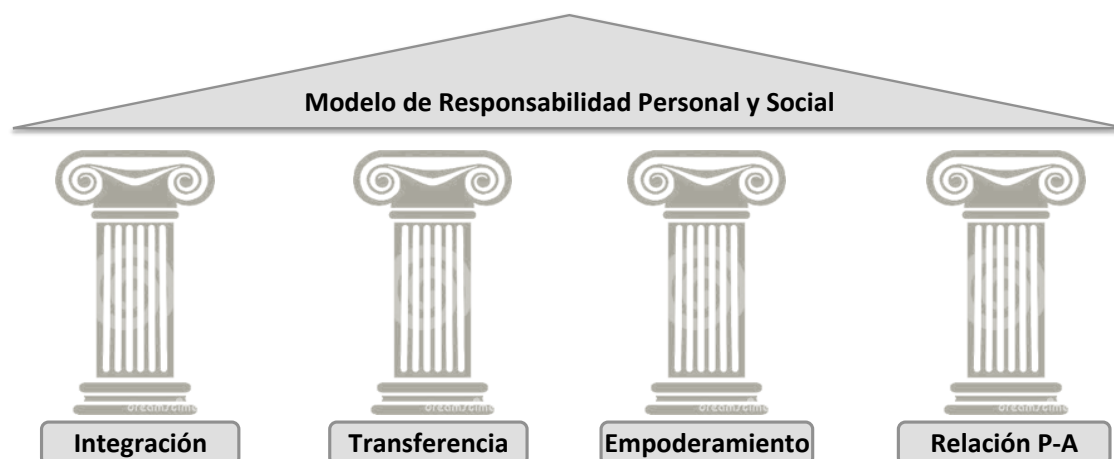 Modelo de Responsabilidad Personal y Social
Integración
Transferencia
Empoderamiento
Relación P-A